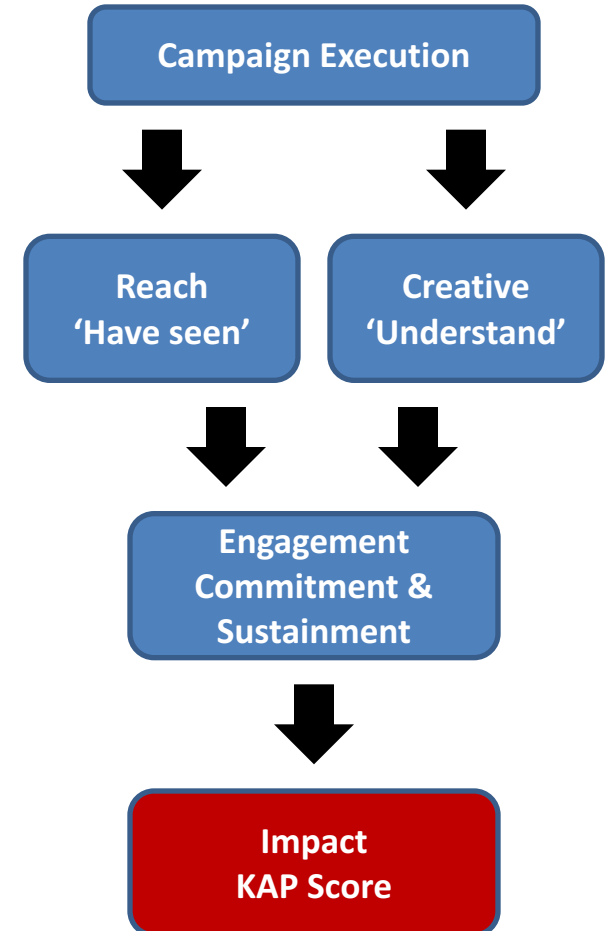 Campaign Execution
Reach
‘Have seen’
Creative
‘Understand’
Engagement
Commitment &
Sustainment
Impact
KAP Score